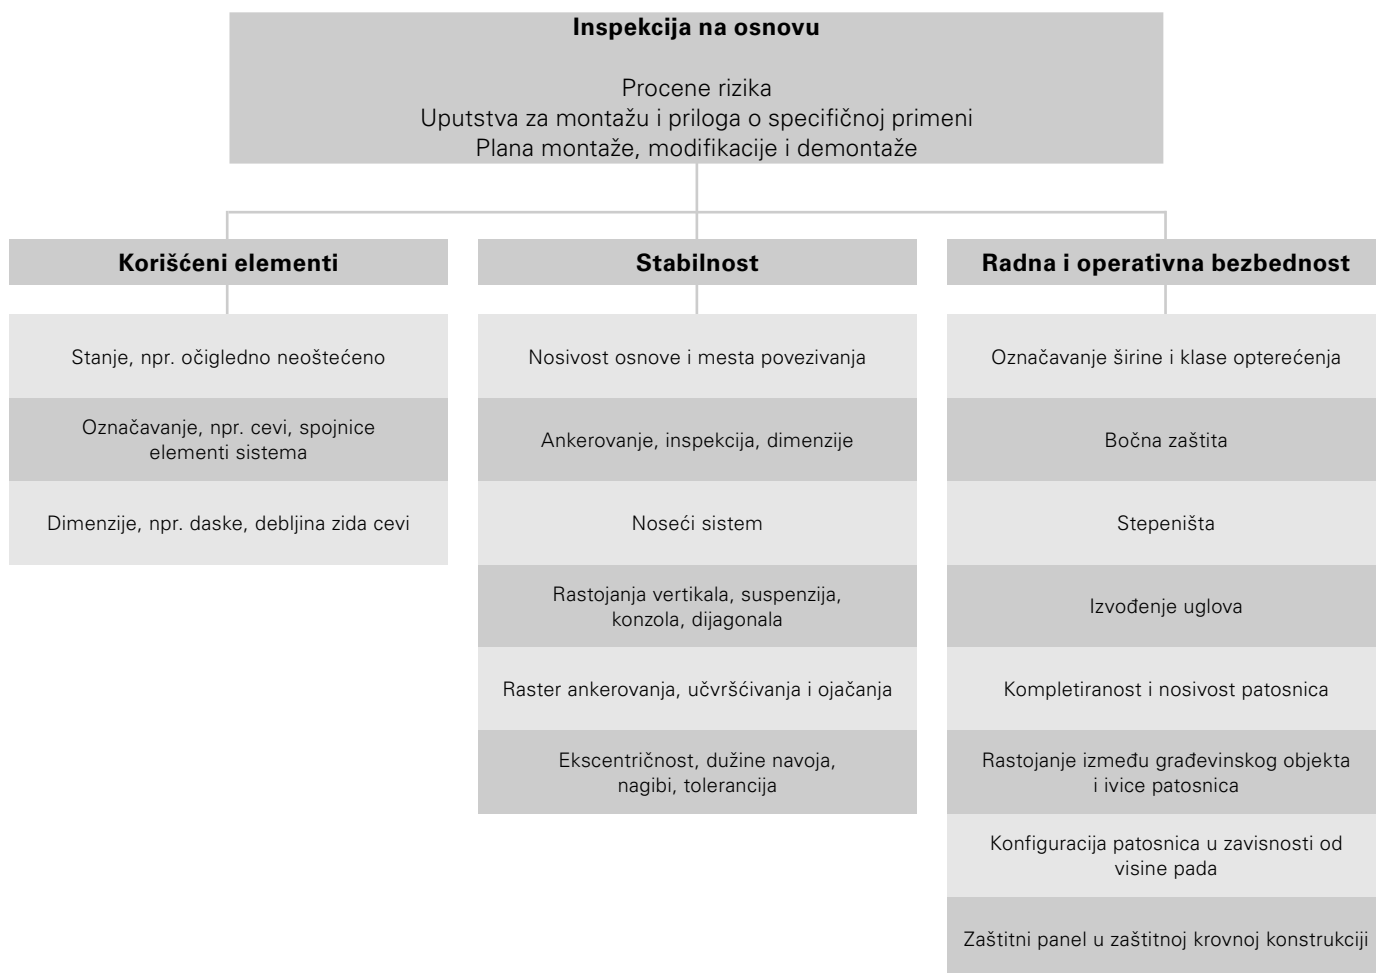 Inspekcija na osnovu
Procene rizika
Uputstva za montažu i priloga o specifičnoj primeni
Plana montaže, modifikacije i demontaže
Korišćeni elementi
Stanje, npr. očigledno neoštećeno
Označavanje, npr. cevi, spojnice
elementi sistema
Dimenzije, npr. daske, debljina zida cevi
Stabilnost
Nosivost osnove i mesta povezivanja
Ankerovanje, inspekcija, dimenzije
Noseći sistem
Rastojanja vertikala, suspenzija,
konzola, dijagonala
Raster ankerovanja, učvršćivanja i ojačanja
Ekscentričnost, dužine navoja,
nagibi, tolerancija
Radna i operativna bezbednost
Označavanje širine i klase opterećenja
Bočna zaštita
Stepeništa
Izvođenje uglova
Kompletiranost i nosivost patosnica
Rastojanje između građevinskog objekta
i ivice patosnica
Konfiguracija patosnica u zavisnosti od
visine pada
Zaštitni panel u zaštitnoj krovnoj konstrukciji